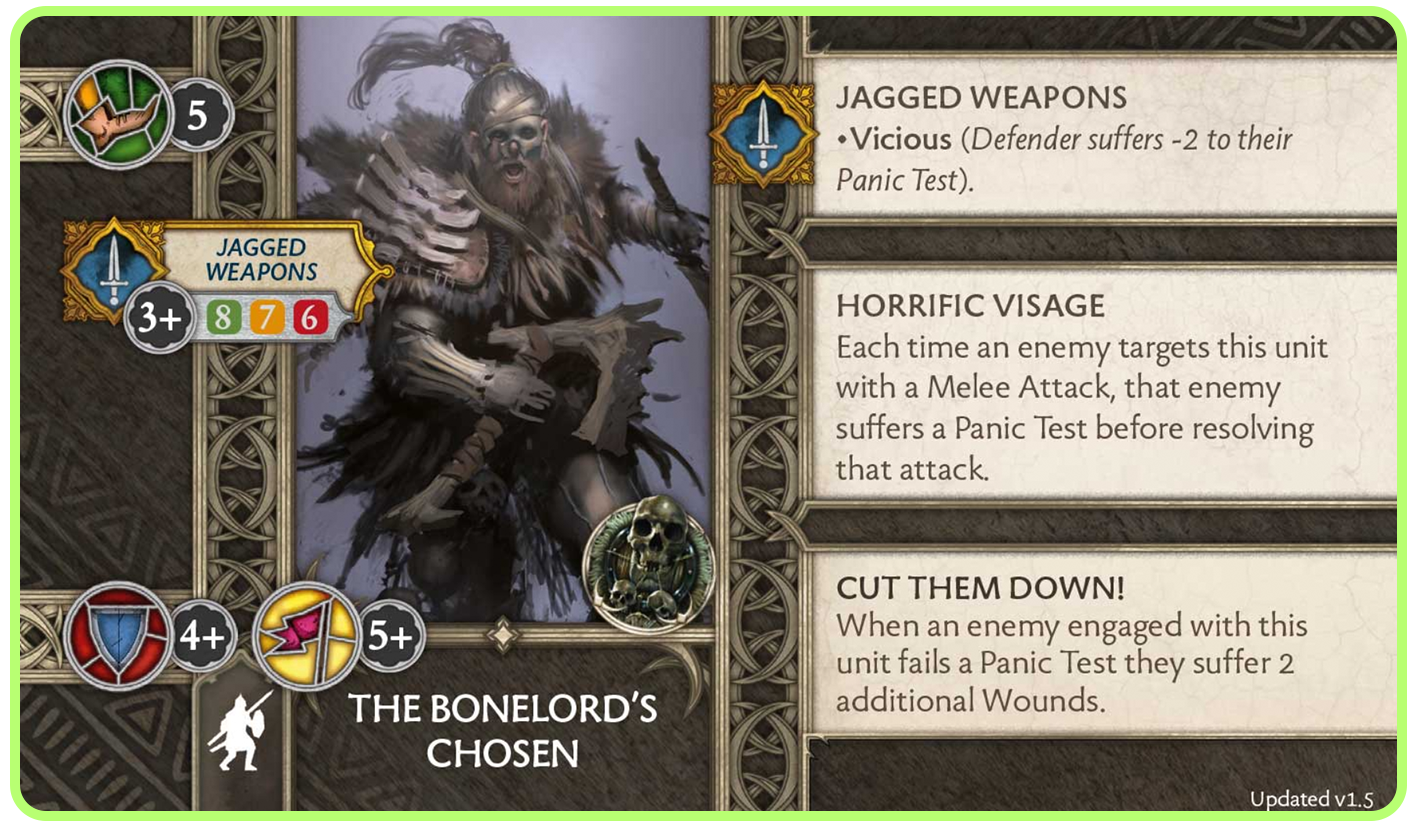 5
JAGGED
WEAPONS
3+ 8 7 6
4+ 5+
THE BONELORD'S
CHOSEN
JAGGED WEAPONS
•Vicious (Defender suffers -2 to their
Panic Test).
HORRIFIC VISAGE
Each time an enemy targets this unit
with a Melee Attack, that enemy
suffers a Panic Test before resolving
that attack.
CUT THEM DOWN!
When an enemy engaged with this
unit fails a Panic Test they suffer 2
additional Wounds.
Updated v1.5